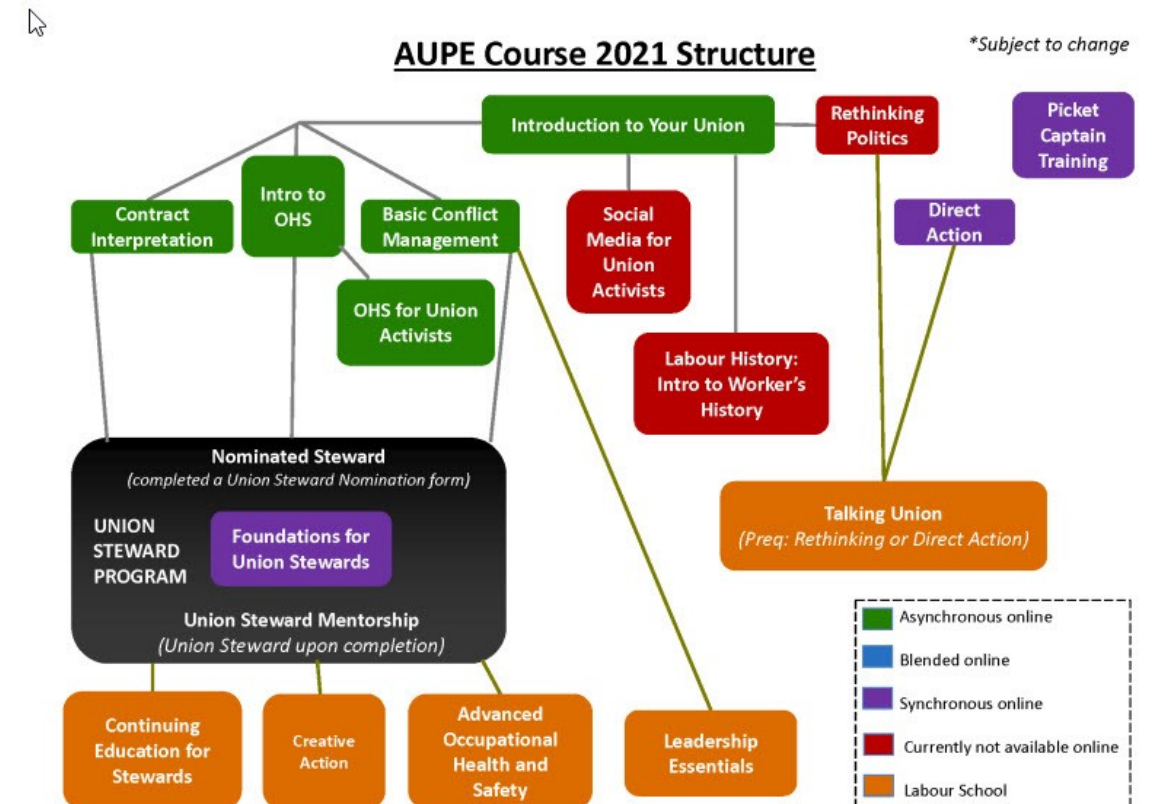 AUPE Course 2021 Structure
*Subject to change
Introduction to Your Union
Rethinking
Politics
Picket
Captain
Training
Contract
Interpretation
Intro to
OHS
Basic Conflict
Management
Social
Media for
Union
Activists
Direct
Action
OHS for Union
Activists
Labour History:
Intro to Worker's
History
Nominated Steward
(completed a Union Steward Nomination form)
UNION
STEWARD
PROGRAM
Foundations for
Union Stewards
Union Steward Mentorship
(Union Steward upon completion)
Talking Union
(Preq: Rethinking or Direct Action)
Continuing
Education for
Stewards
Creative
Action
Advanced
Occupational
Health and
Safety
Leadership
Essentials
Asynchronous online
Blended online
Synchronous online
Currently not available online
Labour School